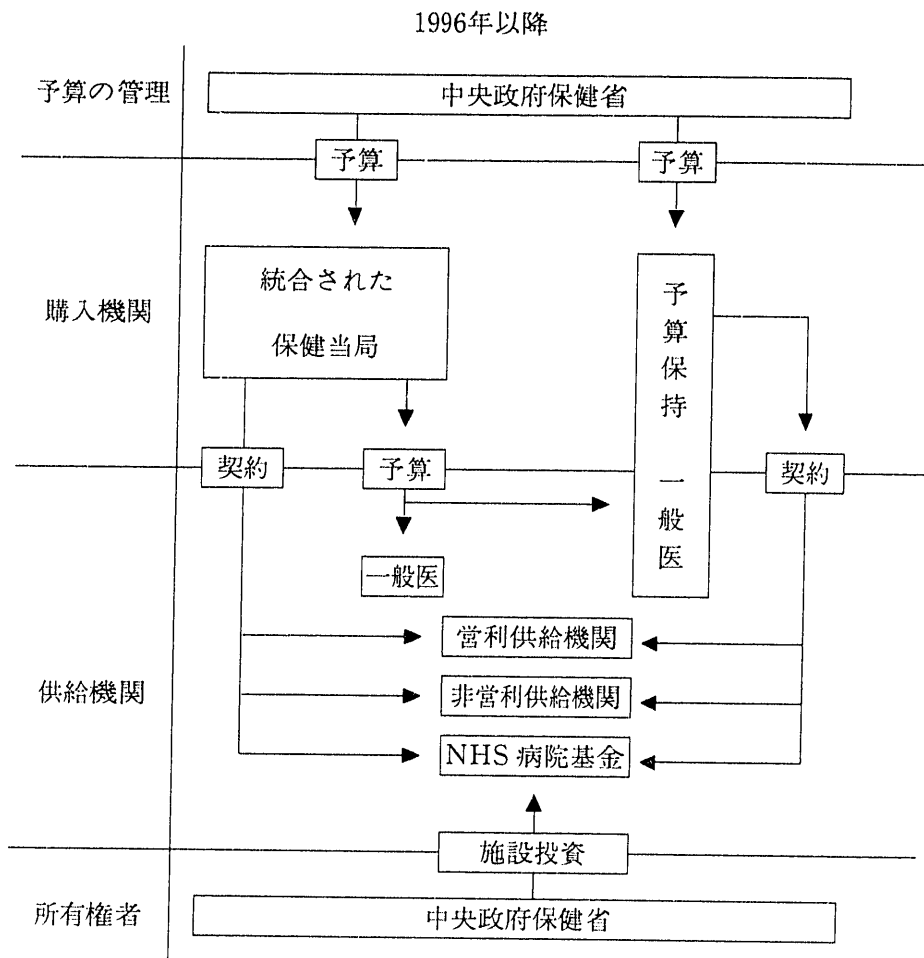 1996年以降
予算の管理
中央政府保健省
予算
予算
購入機関
統合された
保健当局
予算保持 一般医
契約
予算
契約
一般医
供給機関
営利供給機関
非営利供給機関
NHS 病院基金
施設投資
所有権者
中央政府保健省